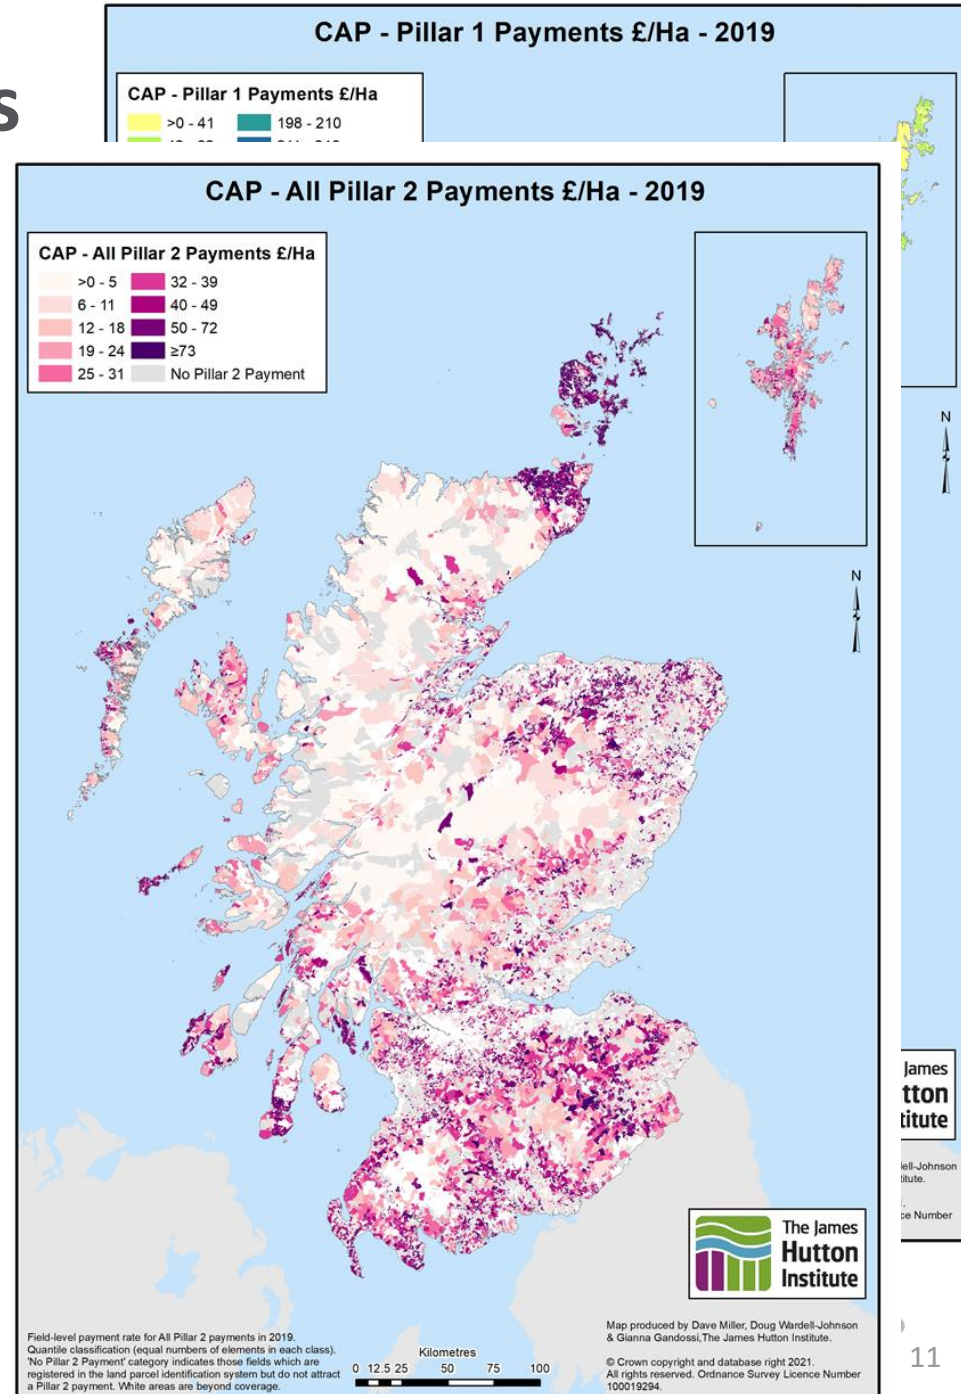 s
CAP - Pillar 1 Payments £/Ha - 2019
CAP - Pillar 1 Payments £/Ha
>0 - 41
198 - 210
CAP - All Pillar 2 Payments £/Ha - 2019
CAP - All Pillar 2 Payments £/Ha
>0 - 5
32 - 39
6 - 11
40 - 49
12 - 18
50 - 72
19 - 24
≥73
25 - 31
No Pillar 2 Payment
N
N
James
tton
titute
The James
Hutton
Institute
ell-Johnson
titute.
ce Number
Field-level payment rate for All Pillar 2 payments in 2019.
Quantile classification (equal numbers of elements in each class).
'No Pillar 2 Payment' category indicates those fields which are
registered in the land parcel identification system but do not attract
a Pillar 2 payment. White areas are beyond coverage.
Kilometres
0 12.5 25 50 75 100
Map produced by Dave Miller, Doug Wardell-Johnson
& Gianna Gandossi,The James Hutton Institute.
© Crown copyright and database right 2021.
All rights reserved. Ordnance Survey Licence Number
100019294.
11